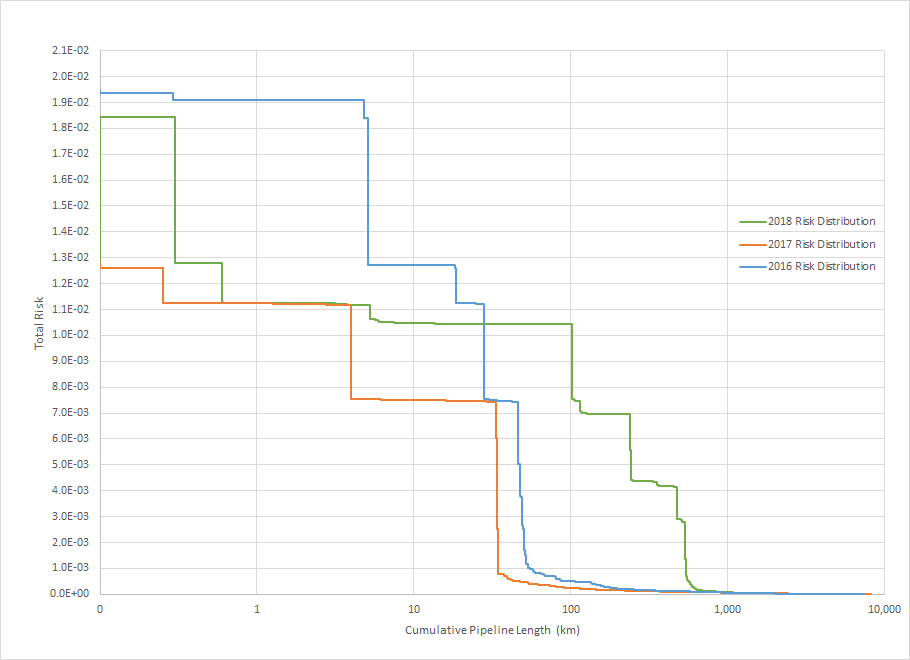 2.1E-02
2.0E-02
1.9E-02
1.8E-02
1.7E-02
1.6E-02
1.5E-02
1.4E-02
1.3E-02
1.2E-02
1.1E-02
1.0E-02
9.0E-03
8.0E-03
7.0E-03
6.0E-03
5.0E-03
4.0E-03
3.0E-03
2.0E-03
1.0E-03
0.0E+00
Total Risk
2018 Risk Distribution
2017 Risk Distribution
2016 Risk Distribution
0 1 10 100 1,000 10,000
Cumulative Pipeline Length (km)